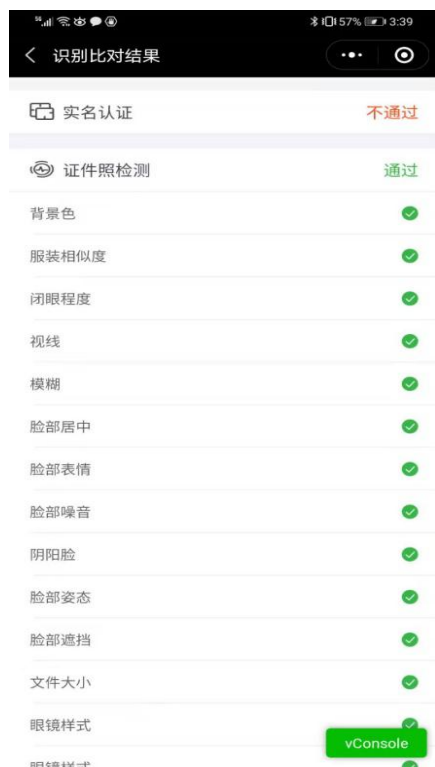 57% 3:39
识别比对结果
实名认证 不通过
证件照检测 通过
背景色
服装相似度
闭眼程度
视线
模糊
脸部居中
脸部表情
脸部噪音
阴阳脸
脸部姿态
脸部遮挡
文件大小
眼镜样式
vConsole